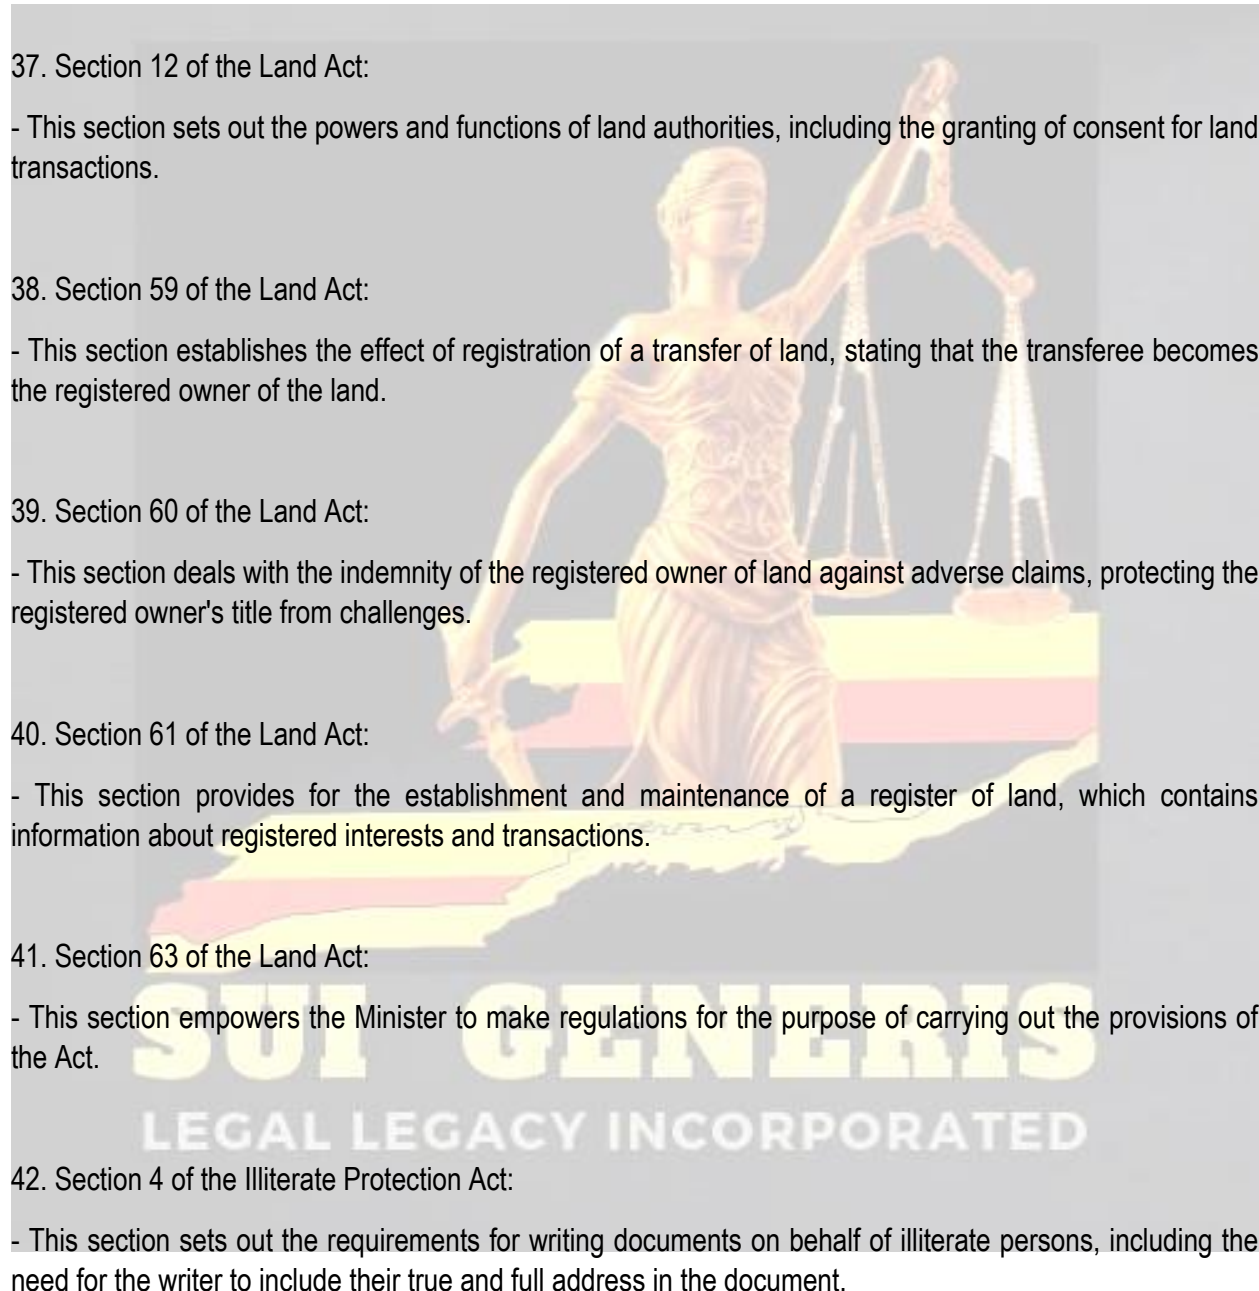 37. Section 12 of the Land Act:
- This section sets out the powers and functions of land authorities, including the granting of consent for land
transactions.
38. Section 59 of the Land Act:
- This section establishes the effect of registration of a transfer of land, stating that the transferee becomes
the registered owner of the land.
39. Section 60 of the Land Act:
- This section deals with the indemnity of the registered owner of land against adverse claims, protecting the
registered owner's title from challenges.
40. Section 61 of the Land Act:
- This section provides for the establishment and maintenance of a register of land, which contains
information about registered interests and transactions.
41. Section 63 of the Land Act:
- This section empowers the Minister to make regulations for the purpose of carrying out the provisions of
the Act.
SUI GENERIS
LEGAL LEGACY INCORPORATED
42. Section 4 of the Illiterate Protection Act:
- This section sets out the requirements for writing documents on behalf of illiterate persons, including the
need for the writer to include their true and full address in the document.